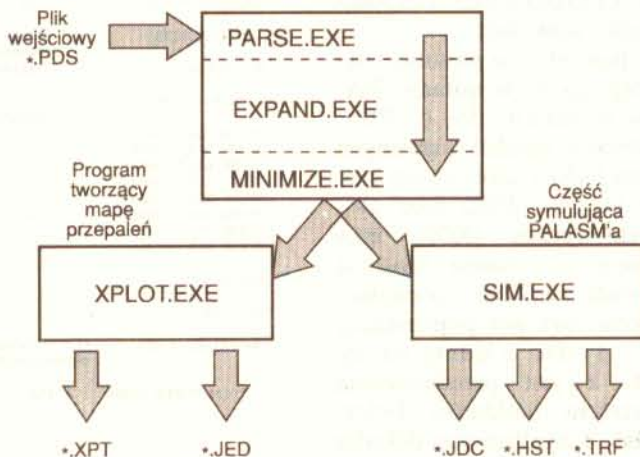 Plik
wejściowy
*.PDS
PARSE.EXE
EXPAND.EXE
MINIMIZE.EXE
Program
tworzący
mapę
przepaleń
Część
symulująca
PALASM'a
XPLOT.EXE
SIM.EXE
*.XPT
*.JED
*.JDC
*.HST
*.TRF